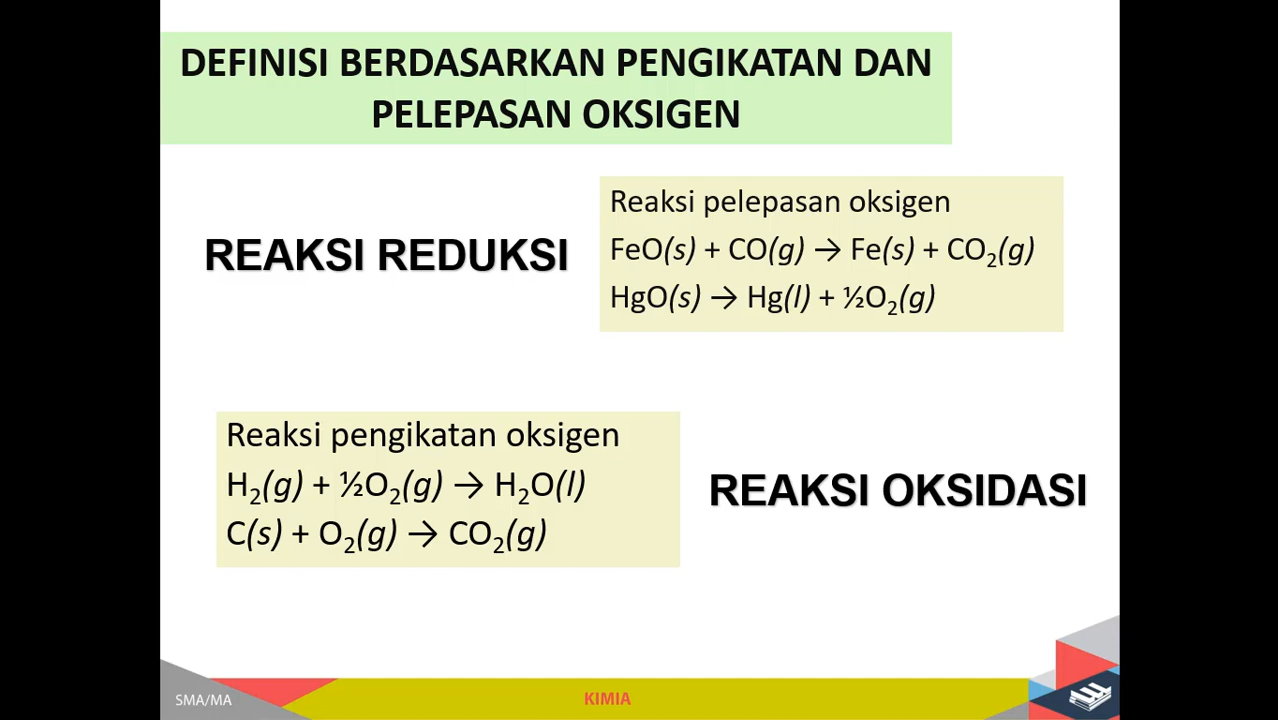 DEFINISI BERDASARKAN PENGIKATAN DAN
PELEPASAN OKSIGEN
REAKSI REDUKSI
Reaksi pelepasan oksigen
FeO(s) + CO(g) → Fe(s) + CO₂(g)
HgO(s) → Hg(l) + ½O₂(g)
Reaksi pengikatan oksigen
H₂(g) + ½O₂(g) → H₂O(l)
C(s) + O₂(g) → CO₂(g)
REAKSI OKSIDASI
SMA/MA
KIMIA